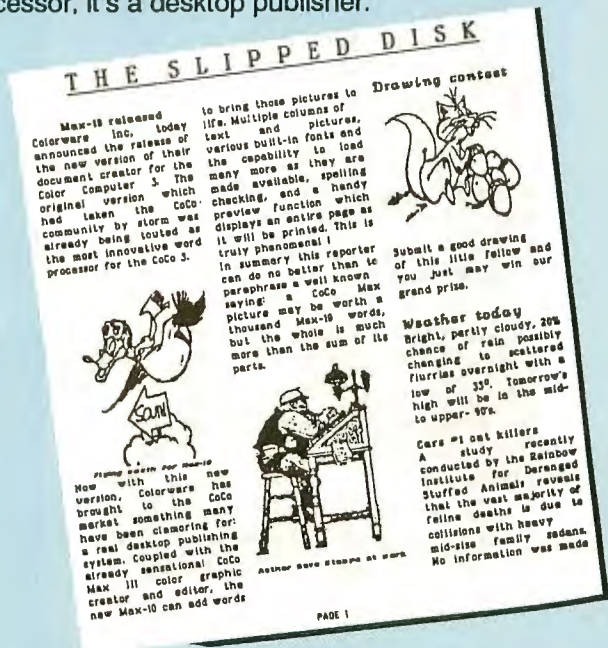 cessor, it's a desktop publisher.
THE SLIPPED DISK
Max-10 released
Colorware Inc, today
announced the release of
the new version of their
document creator for the
Color Computer 3. The
original version which
had taken the CoCo
community by storm was
already being touted as
the most innovative word
processor for the CoCo 3.
SOUTH
Flying south for Max-10
Now with this new
version, Colorware has
brought to the CoCo
market something many
have been clamoring for:
a real desktop publishing
system. Coupled with the
already sensational CoCo
Max III color graphic
creator and editor, the
new Max-10 can add words
to bring those pictures to
life. Multiple columns of
text and pictures,
various built-in fonts and
the capability to load
many more as they are
made available, spelling
checking, and a handy
preview function which
displays an entire page as
it will be printed. This is
truly phenomenal !
In summary this reporter
can do no better than to
paraphrase a well known
saying: a CoCo Max
picture may be worth a
thousand Max-10 words,
but the whole is much
more than the sum of its
parts.
Author Dave Stampe at work
Drawing contest
Submit a good drawing
of this little fellow and
you just may win our
grand prize.
Weather today
Bright, partly cloudy, 20%
chance of rain possibly
changing to scattered
flurries overnight with a
low of 33°. Tomorrow's
high will be in the mid-
to upper- 90's.
Cars #1 cat killers
A study recently
conducted by the Rainbow
Institute for Deranged
Stuffed Animals reveals
that the vast majority of
feline deaths is due to
collisions with heavy
mid-size family sedans.
No information was made
PAGE 1